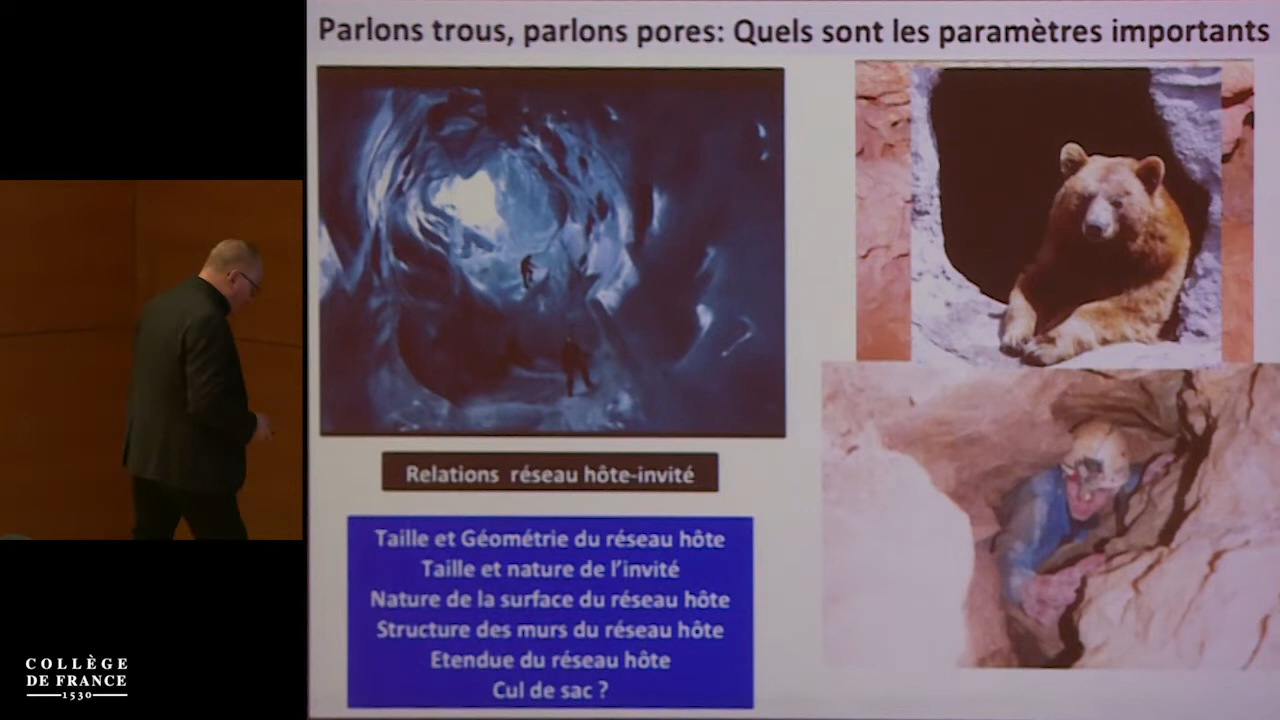 Parlons trous, parlons pores: Quels sont les paramètres importants
Relations réseau hôte-invité
Taille et Géométrie du réseau hôte
Taille et nature de l'invité
Nature de la surface du réseau hôte
Structure des murs du réseau hôte
Etendue du réseau hôte
Cul de sac ?
COLLÈGE
DE FRANCE
1530